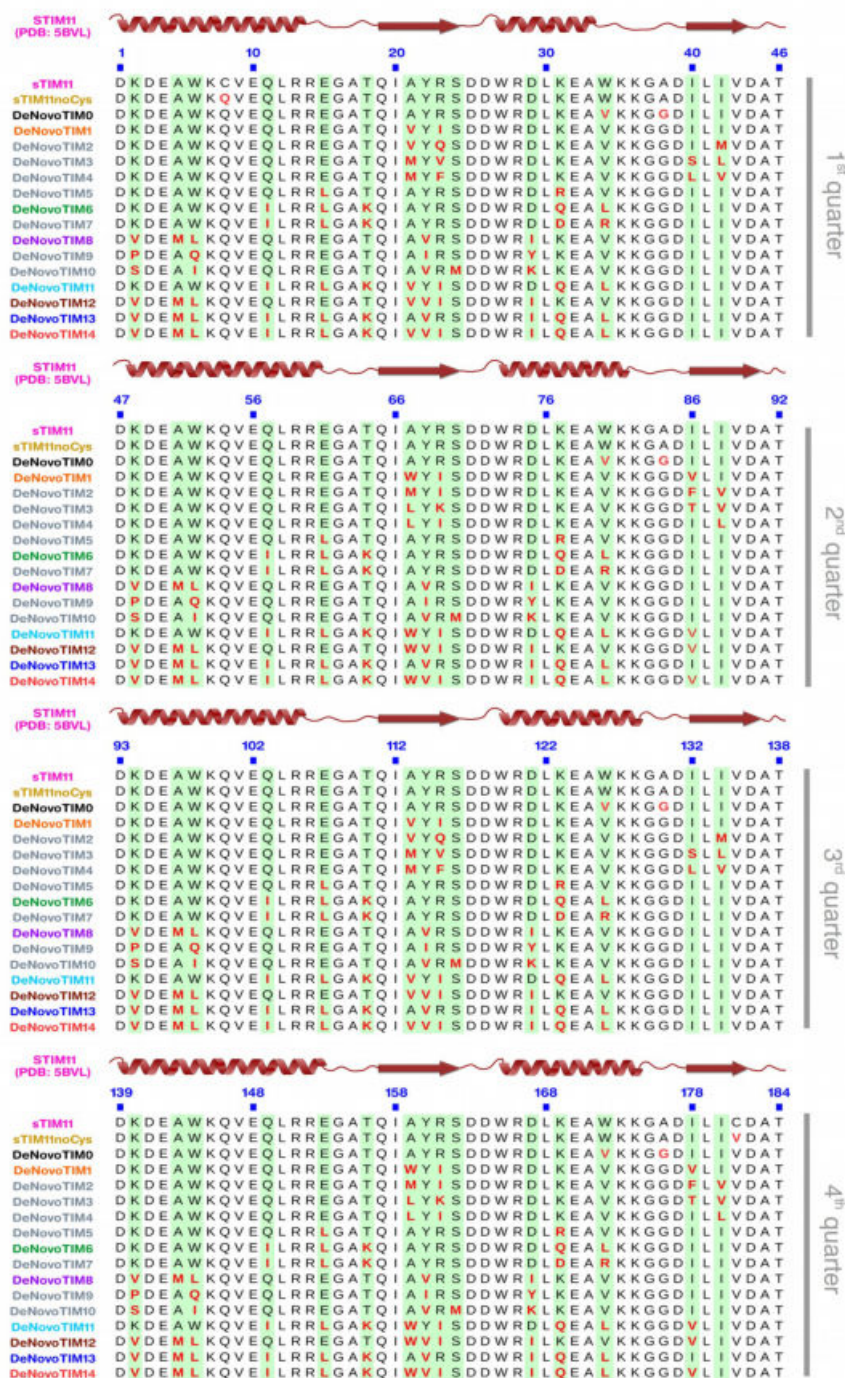 STIM11
(PDB: 5BVL)
1 10 20 30 40 46
sTIM11 DKDEAWKCVEQLRREGATQIAYRSDDWRDLKEAWKKGADILIVDAT
sTIM11noCys DKDEAWKQVEQLRREGATQIAYRSDDWRDLKEAWKKGADILIVDAT
DeNovoTIM0 DKDEAWKQVEQLRREGATQIAYRSDDWRDLKEAVKKGGDILIVDAT
DeNovoTIM1 DKDEAWKQVEQLRREGATQIVYISDDWRDLKEAVKKGGDILIVDAT
DeNovoTIM2 DKDEAWKQVEQLRREGATQIVYQSDDWRDLKEAVKKGGDILMVDAT
DeNovoTIM3 DKDEAWKQVEQLRREGATQIMYVSDDWRDLKEAVKKGGDSLLVDAT
DeNovoTIM4 DKDEAWKQVEQLRREGATQIMYFSDDWRDLKEAVKKGGDLLVVDAT
DeNovoTIM5 DKDEAWKQVEQLRRLGATQIAYRSDDWRDLREAVKKGGDILIVDAT
DeNovoTIM6 DKDEAWKQVEILRRLGAKQIAYRSDDWRDLQEALKKGGDILIVDAT
DeNovoTIM7 DKDEAWKQVEILRRLGAKQIAYRSDDWRDLDEARKKGGDILIVDAT
DeNovoTIM8 DVDEMLKQVEQLRREGATQIAVRSDDWRILKEAVKKGGDILIVDAT
DeNovoTIM9 DPDEAQKQVEQLRREGATQIAIRSDDWRYLKEAVKKGGDILIVDAT
DeNovoTIM10 DSDEAIKQVEQLRREGATQIAVRMDDWRKLKEAVKKGGDILIVDAT
DeNovoTIM11 DKDEAWKQVEILRRLGAKQIVYISDDWRDLQEALKKGGDILIVDAT
DeNovoTIM12 DVDEMLKQVEQLRREGATQIVVISDDWRILKEAVKKGGDILIVDAT
DeNovoTIM13 DVDEMLKQVEILRRLGAKQIAVRSDDWRILQEALKKGGDILIVDAT
DeNovoTIM14 DVDEMLKQVEILRRLGAKQIVVISDDWRILQEALKKGGDILIVDAT
1st quarter
STIM11
(PDB: 5BVL)
47 56 66 76 86 92
sTIM11 DKDEAWKQVEQLRREGATQIAYRSDDWRDLKEAWKKGADILIVDAT
sTIM11noCys DKDEAWKQVEQLRREGATQIAYRSDDWRDLKEAWKKGADILIVDAT
DeNovoTIM0 DKDEAWKQVEQLRREGATQIAYRSDDWRDLKEAVKKGGDILIVDAT
DeNovoTIM1 DKDEAWKQVEQLRREGATQIWYISDDWRDLKEAVKKGGDVLIVDAT
DeNovoTIM2 DKDEAWKQVEQLRREGATQIMYISDDWRDLKEAVKKGGDFLVVDAT
DeNovoTIM3 DKDEAWKQVEQLRREGATQILYKSDDWRDLKEAVKKGGDTLVVDAT
DeNovoTIM4 DKDEAWKQVEQLRREGATQILYISDDWRDLKEAVKKGGDILLVDAT
DeNovoTIM5 DKDEAWKQVEQLRRLGATQIAYRSDDWRDLREAVKKGGDILIVDAT
DeNovoTIM6 DKDEAWKQVEILRRLGAKQIAYRSDDWRDLQEALKKGGDILIVDAT
DeNovoTIM7 DKDEAWKQVEILRRLGAKQIAYRSDDWRDLDEARKKGGDILIVDAT
DeNovoTIM8 DVDEMLKQVEQLRREGATQIAVRSDDWRILKEAVKKGGDILIVDAT
DeNovoTIM9 DPDEAQKQVEQLRREGATQIAIRSDDWRYLKEAVKKGGDILIVDAT
DeNovoTIM10 DSDEAIKQVEQLRREGATQIAVRMDDWRKLKEAVKKGGDILIVDAT
DeNovoTIM11 DKDEAWKQVEILRRLGAKQIWYISDDWRDLQEALKKGGDVLIVDAT
DeNovoTIM12 DVDEMLKQVEQLRREGATQIWVISDDWRILKEAVKKGGDVLIVDAT
DeNovoTIM13 DVDEMLKQVEILRRLGAKQIAVRSDDWRILQEALKKGGDILIVDAT
DeNovoTIM14 DVDEMLKQVEILRRLGAKQIWVISDDWRILQEALKKGGDVLIVDAT
2nd quarter
STIM11
(PDB: 5BVL)
93 102 112 122 132 138
sTIM11 DKDEAWKQVEQLRREGATQIAYRSDDWRDLKEAWKKGADILIVDAT
sTIM11noCys DKDEAWKQVEQLRREGATQIAYRSDDWRDLKEAWKKGADILIVDAT
DeNovoTIM0 DKDEAWKQVEQLRREGATQIAYRSDDWRDLKEAVKKGGDILIVDAT
DeNovoTIM1 DKDEAWKQVEQLRREGATQIVYISDDWRDLKEAVKKGGDILIVDAT
DeNovoTIM2 DKDEAWKQVEQLRREGATQIVYQSDDWRDLKEAVKKGGDILMVDAT
DeNovoTIM3 DKDEAWKQVEQLRREGATQIMYVSDDWRDLKEAVKKGGDSLLVDAT
DeNovoTIM4 DKDEAWKQVEQLRREGATQIMYFSDDWRDLKEAVKKGGDLLVVDAT
DeNovoTIM5 DKDEAWKQVEQLRRLGATQIAYRSDDWRDLREAVKKGGDILIVDAT
DeNovoTIM6 DKDEAWKQVEILRRLGAKQIAYRSDDWRDLQEALKKGGDILIVDAT
DeNovoTIM7 DKDEAWKQVEILRRLGAKQIAYRSDDWRDLDEARKKGGDILIVDAT
DeNovoTIM8 DVDEMLKQVEQLRREGATQIAVRSDDWRILKEAVKKGGDILIVDAT
DeNovoTIM9 DPDEAQKQVEQLRREGATQIAIRSDDWRYLKEAVKKGGDILIVDAT
DeNovoTIM10 DSDEAIKQVEQLRREGATQIAVRMDDWRKLKEAVKKGGDILIVDAT
DeNovoTIM11 DKDEAWKQVEILRRLGAKQIVYISDDWRDLQEALKKGGDILIVDAT
DeNovoTIM12 DVDEMLKQVEQLRREGATQIVVISDDWRILKEAVKKGGDILIVDAT
DeNovoTIM13 DVDEMLKQVEILRRLGAKQIAVRSDDWRILQEALKKGGDILIVDAT
DeNovoTIM14 DVDEMLKQVEILRRLGAKQIVVISDDWRILQEALKKGGDILIVDAT
3rd quarter
STIM11
(PDB: 5BVL)
139 148 158 168 178 184
sTIM11 DKDEAWKQVEQLRREGATQIAYRSDDWRDLKEAWKKGADILICDAT
sTIM11noCys DKDEAWKQVEQLRREGATQIAYRSDDWRDLKEAWKKGADILIVDAT
DeNovoTIM0 DKDEAWKQVEQLRREGATQIAYRSDDWRDLKEAVKKGGDILIVDAT
DeNovoTIM1 DKDEAWKQVEQLRREGATQIWYISDDWRDLKEAVKKGGDVLIVDAT
DeNovoTIM2 DKDEAWKQVEQLRREGATQIMYISDDWRDLKEAVKKGGDFLVVDAT
DeNovoTIM3 DKDEAWKQVEQLRREGATQILYKSDDWRDLKEAVKKGGDTLVVDAT
DeNovoTIM4 DKDEAWKQVEQLRREGATQILYISDDWRDLKEAVKKGGDILLVDAT
DeNovoTIM5 DKDEAWKQVEQLRRLGATQIAYRSDDWRDLREAVKKGGDILIVDAT
DeNovoTIM6 DKDEAWKQVEILRRLGAKQIAYRSDDWRDLQEALKKGGDILIVDAT
DeNovoTIM7 DKDEAWKQVEILRRLGAKQIAYRSDDWRDLDEARKKGGDILIVDAT
DeNovoTIM8 DVDEMLKQVEQLRREGATQIAVRSDDWRILKEAVKKGGDILIVDAT
DeNovoTIM9 DPDEAQKQVEQLRREGATQIAIRSDDWRYLKEAVKKGGDILIVDAT
DeNovoTIM10 DSDEAIKQVEQLRREGATQIAVRMDDWRKLKEAVKKGGDILIVDAT
DeNovoTIM11 DKDEAWKQVEILRRLGAKQIWYISDDWRDLQEALKKGGDVLIVDAT
DeNovoTIM12 DVDEMLKQVEQLRREGATQIWVISDDWRILKEAVKKGGDVLIVDAT
DeNovoTIM13 DVDEMLKQVEILRRLGAKQIAVRSDDWRILQEALKKGGDILIVDAT
DeNovoTIM14 DVDEMLKQVEILRRLGAKQIWVISDDWRILQEALKKGGDVLIVDAT
4th quarter